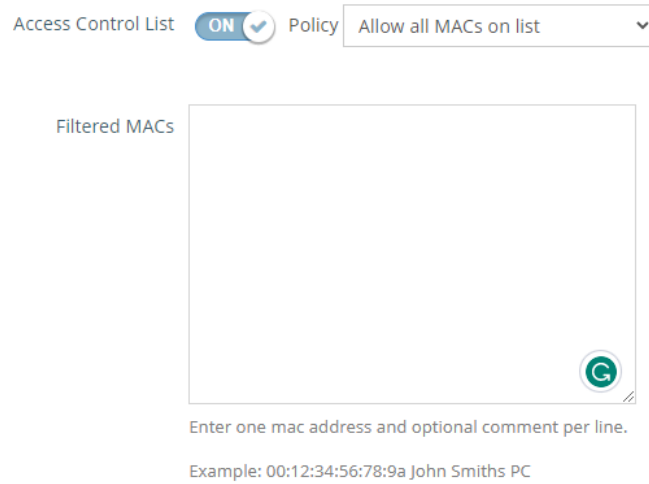 Access Control List ON Policy Allow all MACs on list
Filtered MACs
Enter one mac address and optional comment per line.
Example: 00:12:34:56:78:9a John Smiths PC